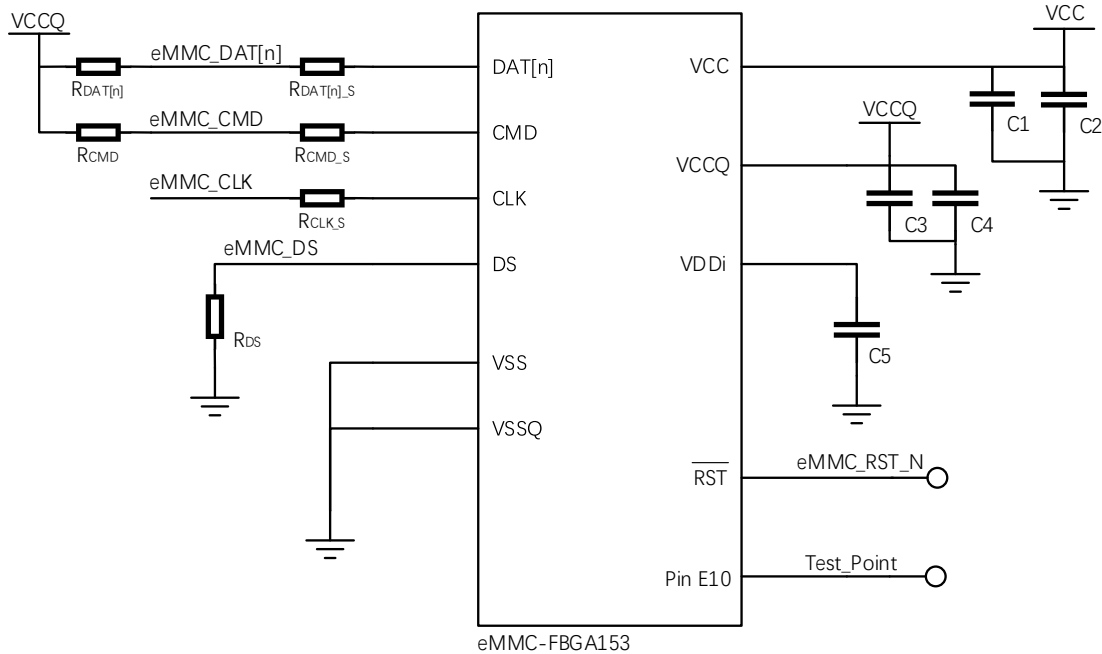 VCCQ
eMMC_DAT[n]
RDAT[n]
RDAT[n]_S
DAT[n]
eMMC_CMD
RCMD
RCMD_S
CMD
eMMC_CLK
RCLK_S
CLK
eMMC_DS
RDS
DS
VSS
VSSQ
VCC
VCC
C1
C2
VCCQ
VCCQ
C3
C4
VDDi
C5
RST
eMMC_RST_N
Pin E10
Test_Point
eMMC-FBGA153